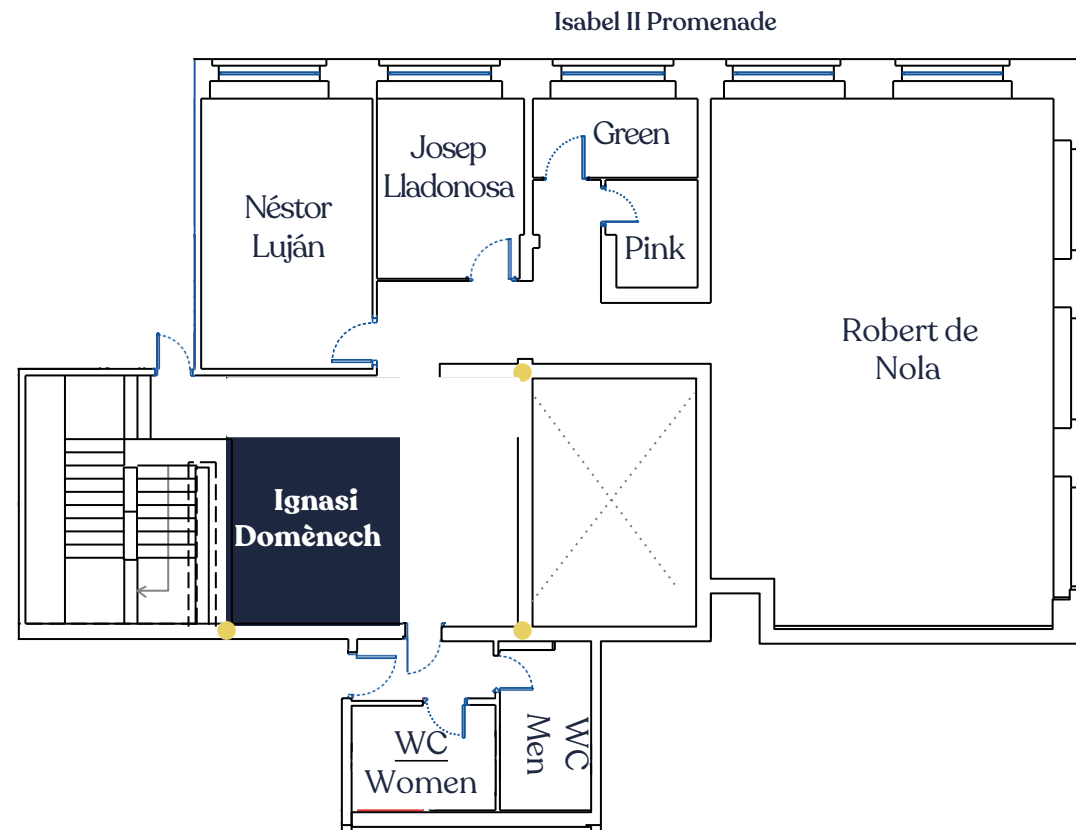 Isabel II Promenade
Green
Josep
Lladonosa
Néstor
Luján
Pink
Robert de
Nola
Ignasi
Domènech
WC
Women
WC
Men